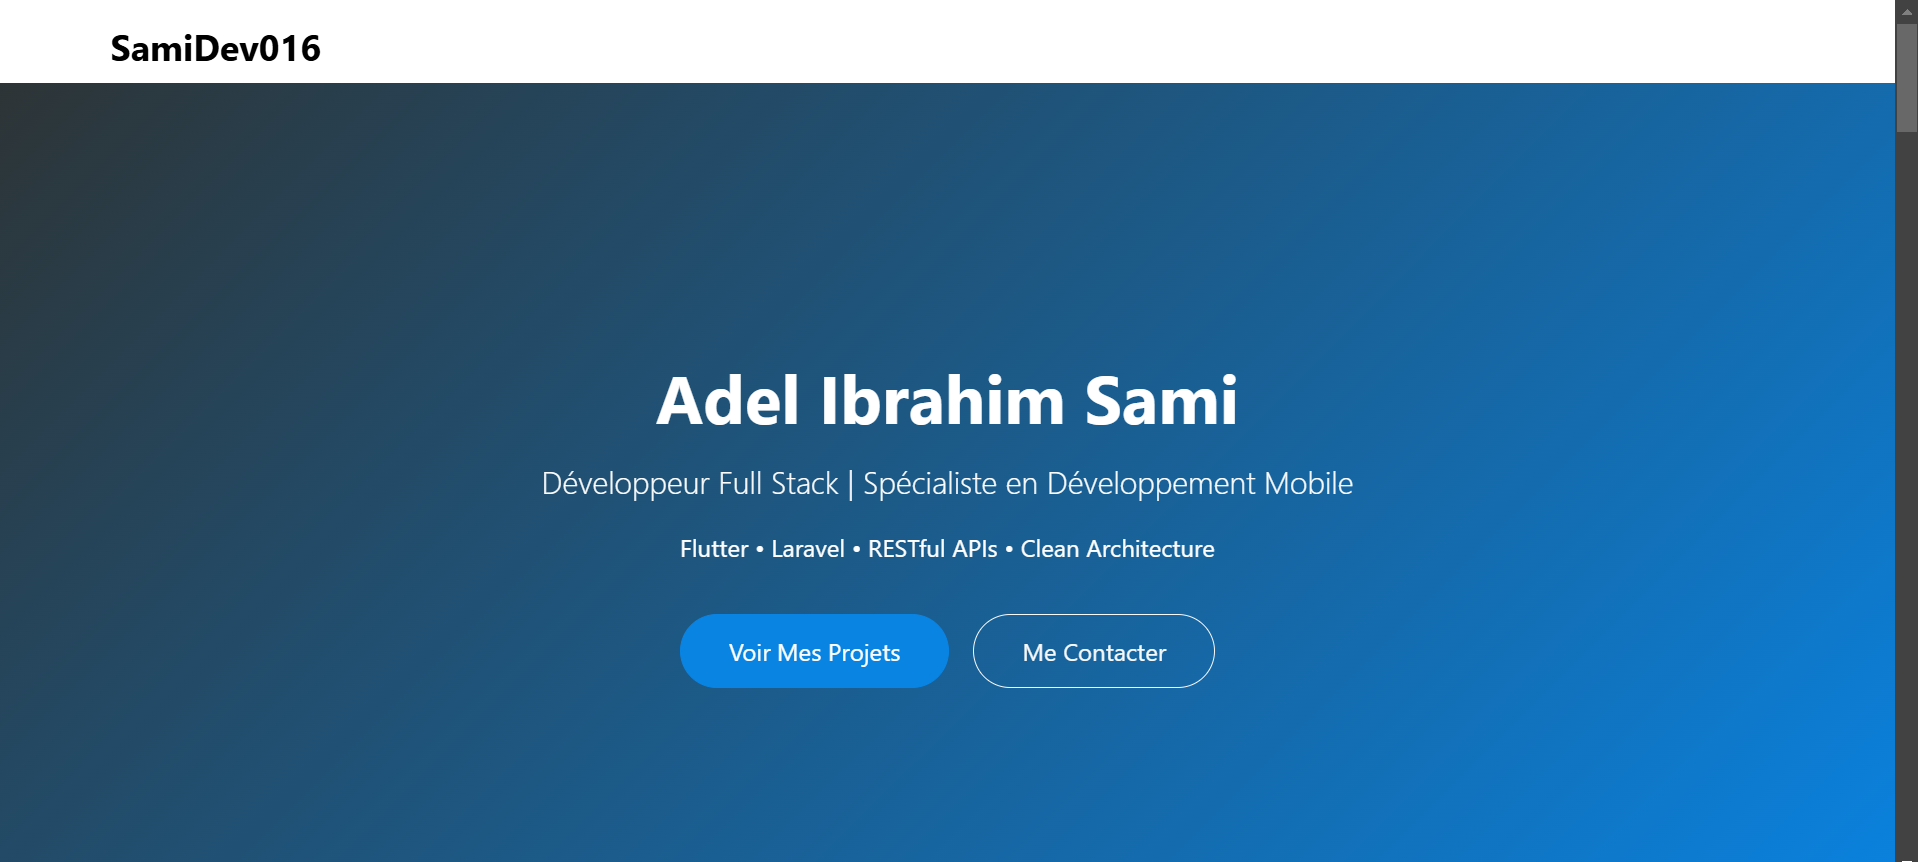 SamiDev016
Adel Ibrahim Sami
Développeur Full Stack | Spécialiste en Développement Mobile
Flutter • Laravel • RESTful APIs • Clean Architecture
Voir Mes Projets
Me Contacter